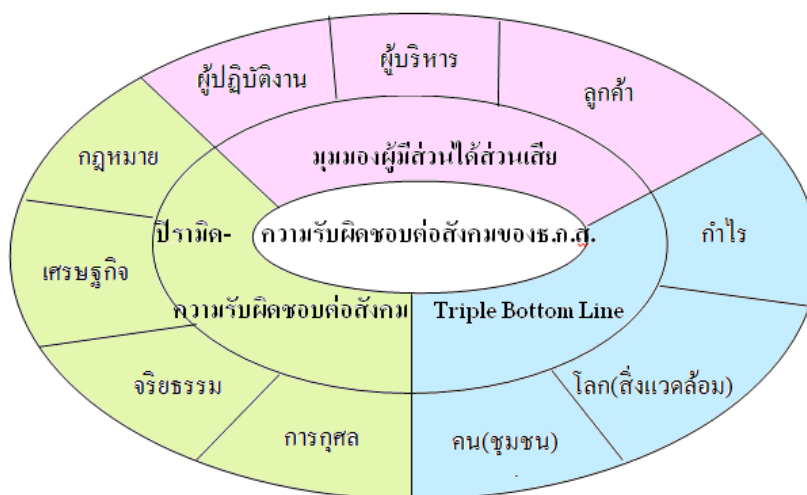 ผู้บริหาร
ผู้ปฏิบัติงาน
ลูกค้า
กฎหมาย
มุมมองผู้มีส่วนได้ส่วนเสีย
ปิรามิด-
ความรับผิดชอบต่อสังคมของธ.ก.ส.
กำไร
เศรษฐกิจ
ความรับผิดชอบต่อสังคม
Triple Bottom Line
จริยธรรม
โลก(สิ่งแวดล้อม)
การกุศล
คน(ชุมชน)